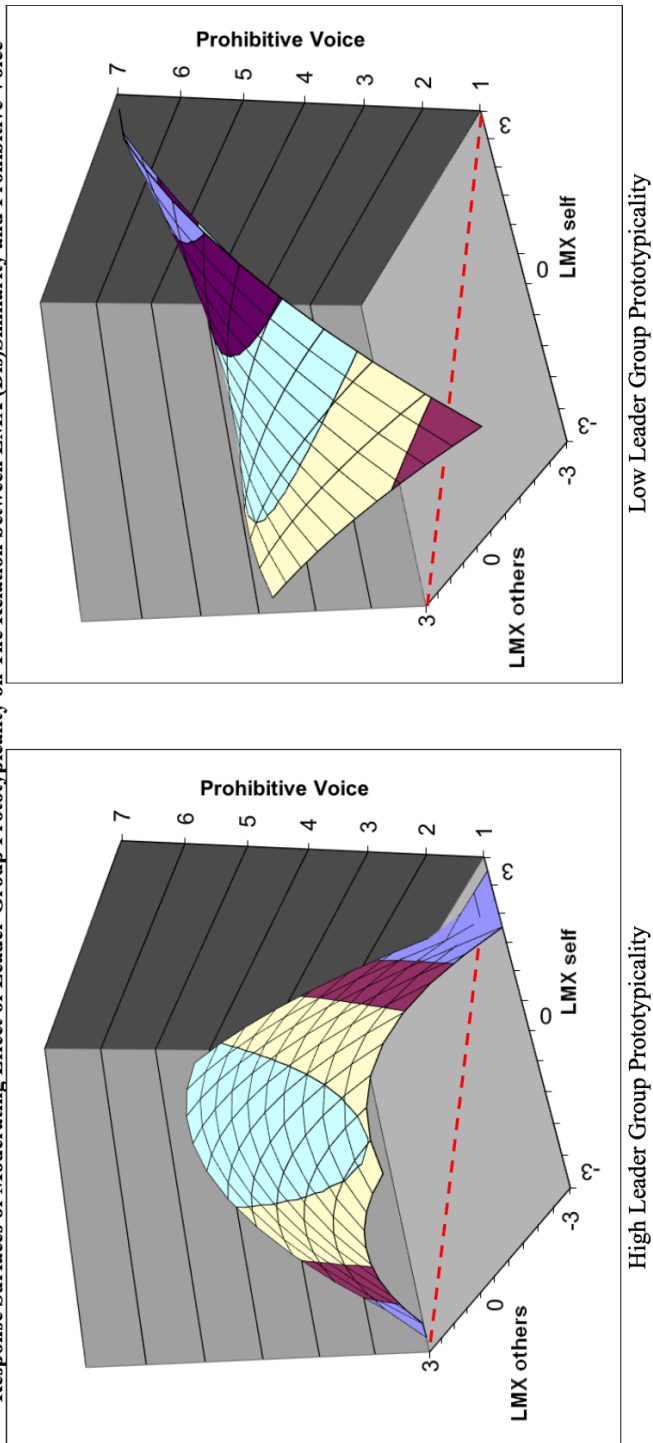 Response Surfaces of Moderating Effect of Leader Group Prototypicality on The Relation between LMX (Dis)Similarity and Prohibitive Voice
Prohibitive Voice
7
6
5
4
3
2
1
3
0
-3
LMX self
-3
0
3
LMX others
High Leader Group Prototypicality
Prohibitive Voice
7
6
5
4
3
2
1
3
0
-3
LMX self
-3
0
3
LMX others
Low Leader Group Prototypicality